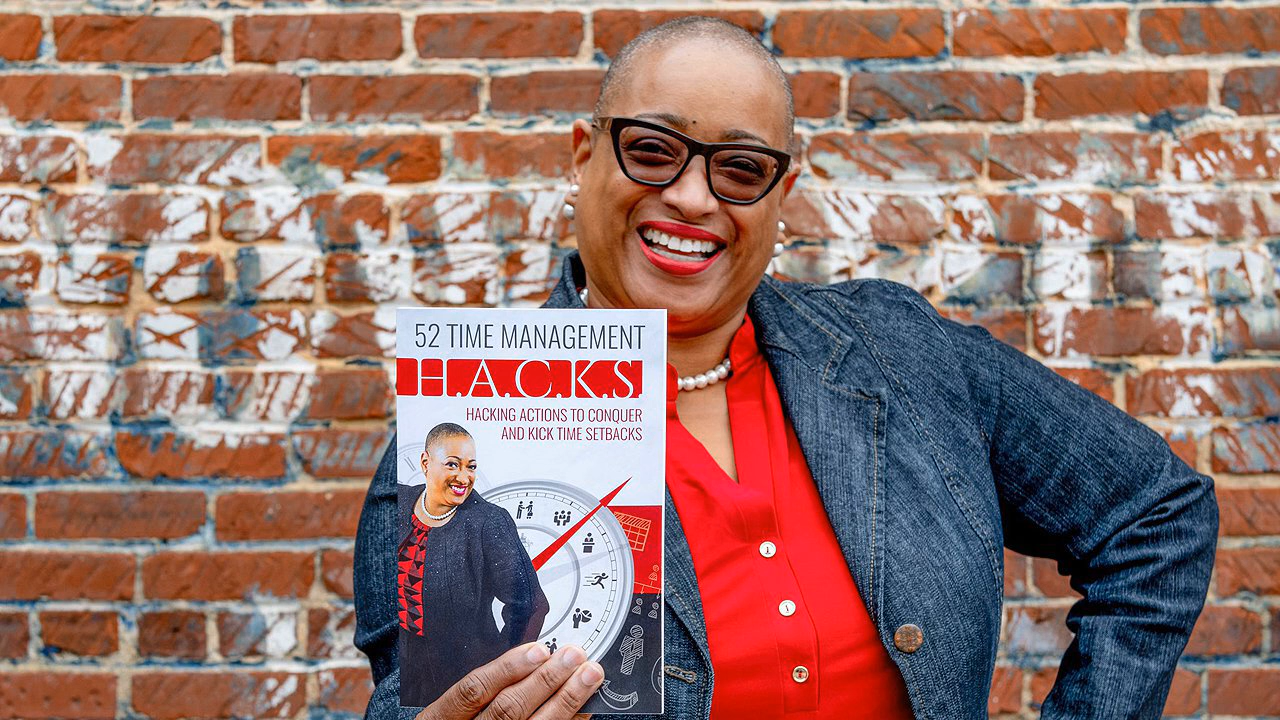 52 TIME MANAGEMENT
H.A.C.K.S.
HACKING ACTIONS TO CONQUER
AND KICK TIME SETBACKS